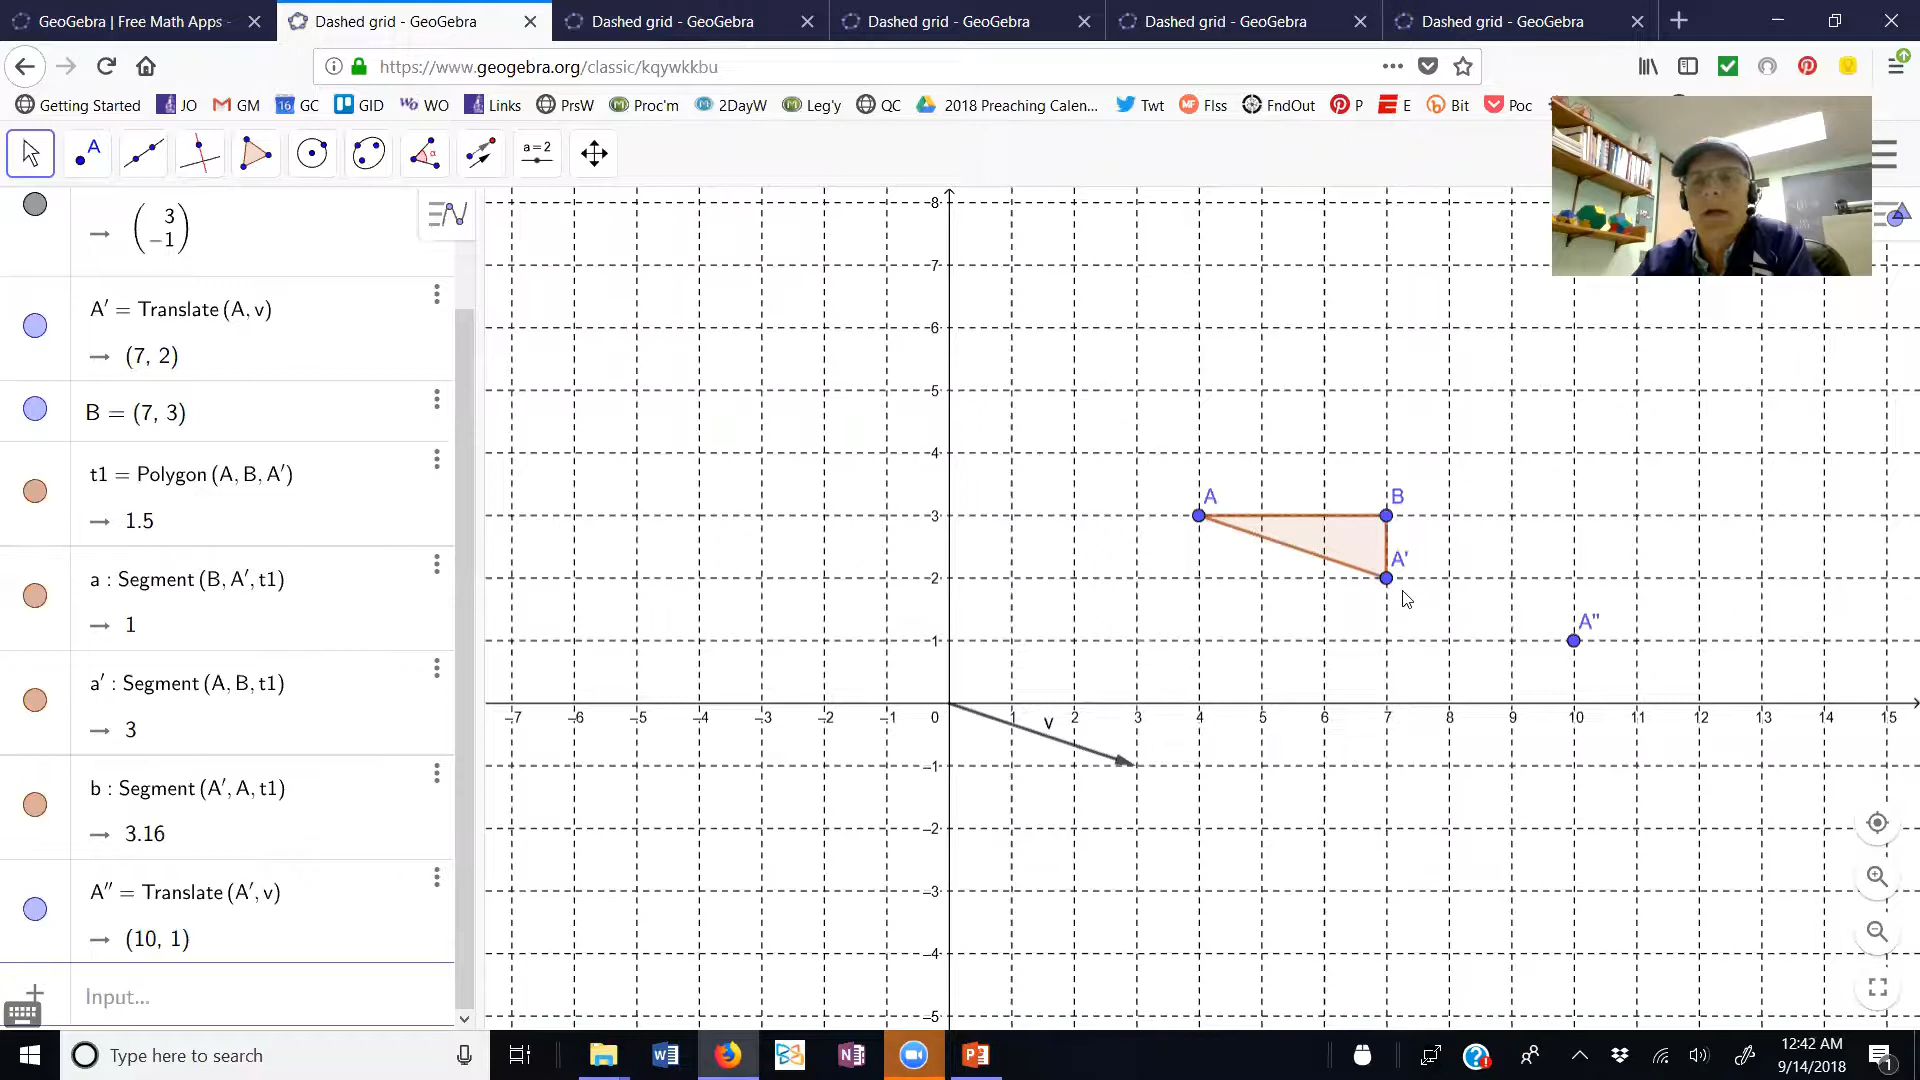 GeoGebra | Free Math Apps -
Dashed grid - GeoGebra
Dashed grid - GeoGebra
Dashed grid - GeoGebra
Dashed grid - GeoGebra
Dashed grid - GeoGebra
https://www.geogebra.org/classic/kqywkkbu
Getting Started JO GM 16 GC GID Wo WO Links PrsW Proc'm 2DayW Leg'y QC 2018 Preaching Calen... Twt MF FIss FndOut P E Bit Poc
A
α
a=2
→ (3 −1)
A′ = Translate (A, v)
→ (7, 2)
B = (7, 3)
t1 = Polygon (A, B, A′)
→ 1.5
a : Segment (B, A′, t1)
→ 1
a′ : Segment (A, B, t1)
→ 3
b : Segment (A′, A, t1)
→ 3.16
A″ = Translate (A′, v)
→ (10, 1)
Input...
8
7
6
5
4
3
2
1
A
B
A'
A"
v
–7 –6 –5 –4 –3 –2 –1 0 1 2 3 4 5 6 7 8 9 10 11 12 13 14 15
–1
–2
–3
–4
–5
Type here to search
12:42 AM
9/14/2018
1